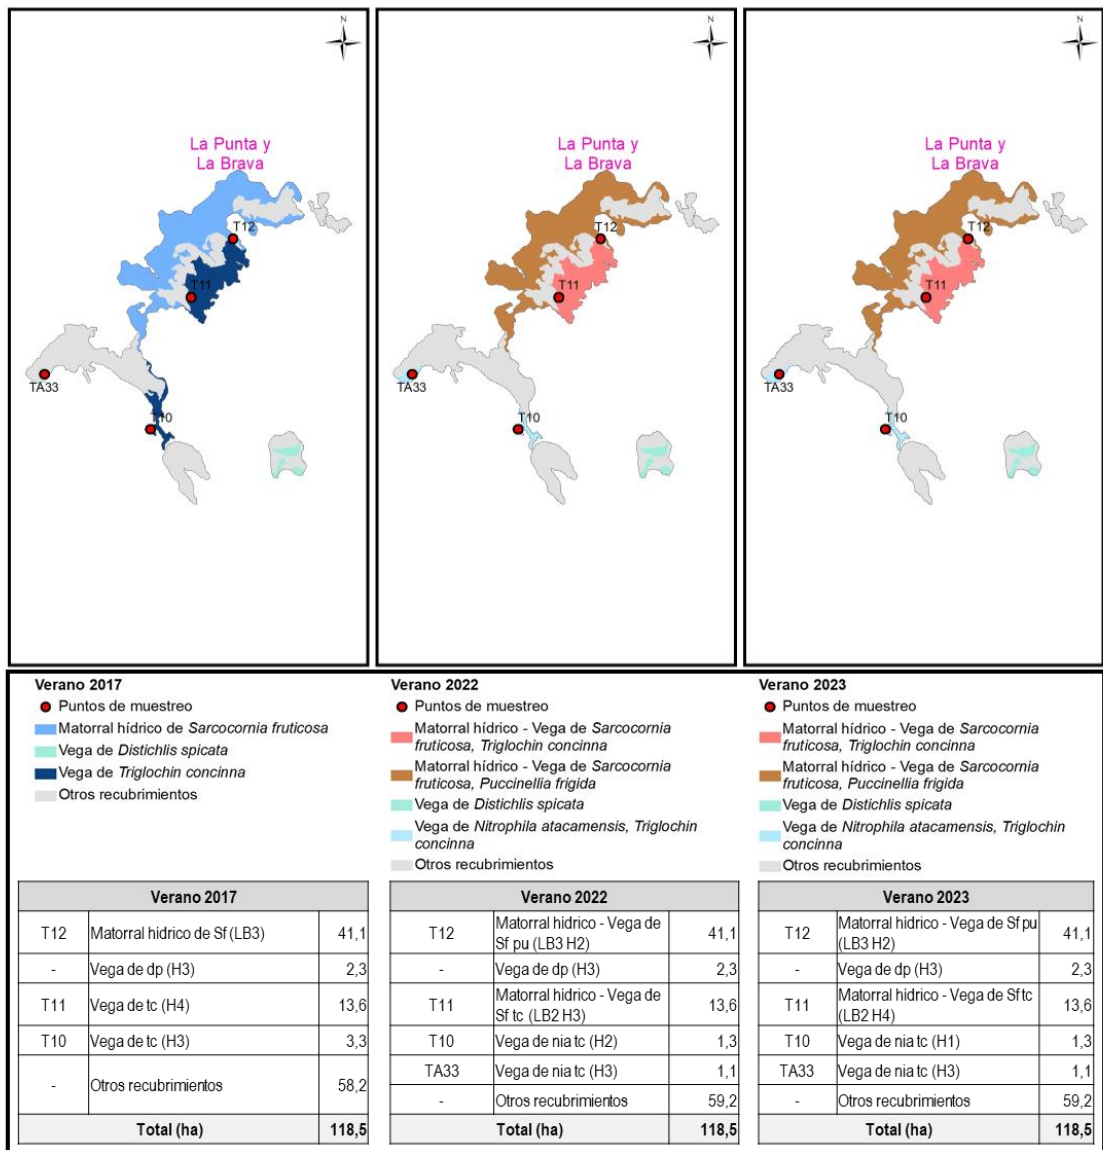 N
La Punta y
La Brava
T12
T11
TA33
T10
N
La Punta y
La Brava
T12
T11
TA33
T10
N
La Punta y
La Brava
T12
T11
TA33
T10
Verano 2017
Puntos de muestreo
Matorral hídrico de Sarcocornia fruticosa
Vega de Distichlis spicata
Vega de Triglochin concinna
Otros recubrimientos
Verano 2022
Puntos de muestreo
Matorral hídrico - Vega de Sarcocornia
fruticosa, Triglochin concinna
Matorral hídrico - Vega de Sarcocornia
fruticosa, Puccinellia frigida
Vega de Distichlis spicata
Vega de Nitrophila atacamensis, Triglochin
concinna
Otros recubrimientos
Verano 2023
Puntos de muestreo
Matorral hídrico - Vega de Sarcocornia
fruticosa, Triglochin concinna
Matorral hídrico - Vega de Sarcocornia
fruticosa, Puccinellia frigida
Vega de Distichlis spicata
Vega de Nitrophila atacamensis, Triglochin
concinna
Otros recubrimientos
Verano 2017
T12 Matorral hidrico de Sf (LB3) 41,1
- Vega de dp (H3) 2,3
T11 Vega de tc (H4) 13,6
T10 Vega de tc (H3) 3,3
- Otros recubrimientos 58,2
Total (ha) 118,5
Verano 2022
T12 Matorral hidrico - Vega de
Sf pu (LB3 H2) 41,1
- Vega de dp (H3) 2,3
T11 Matorral hidrico - Vega de
Sf tc (LB2 H3) 13,6
T10 Vega de nia tc (H2) 1,3
TA33 Vega de nia tc (H3) 1,1
- Otros recubrimientos 59,2
Total (ha) 118,5
Verano 2023
T12 Matorral hidrico - Vega de Sf pu
(LB3 H2) 41,1
- Vega de dp (H3) 2,3
T11 Matorral hidrico - Vega de Sf tc
(LB2 H4) 13,6
T10 Vega de nia tc (H1) 1,3
TA33 Vega de nia tc (H3) 1,1
- Otros recubrimientos 59,2
Total (ha) 118,5